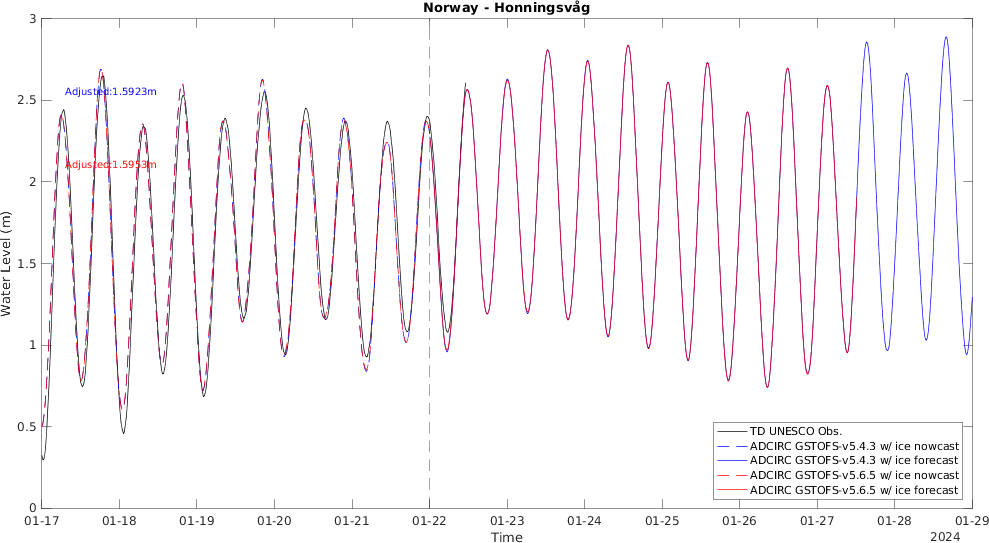 Norway - Honningsvåg
3
2.5
2
1.5
1
0.5
0
Water Level (m)
Adjusted:1.5923m
Adjusted:1.5953m
TD UNESCO Obs.
ADCIRC GSTOFS-v5.4.3 w/ ice nowcast
ADCIRC GSTOFS-v5.4.3 w/ ice forecast
ADCIRC GSTOFS-v5.6.5 w/ ice nowcast
ADCIRC GSTOFS-v5.6.5 w/ ice forecast
01-17 01-18 01-19 01-20 01-21 01-22 01-23 01-24 01-25 01-26 01-27 01-28 01-29
Time
2024